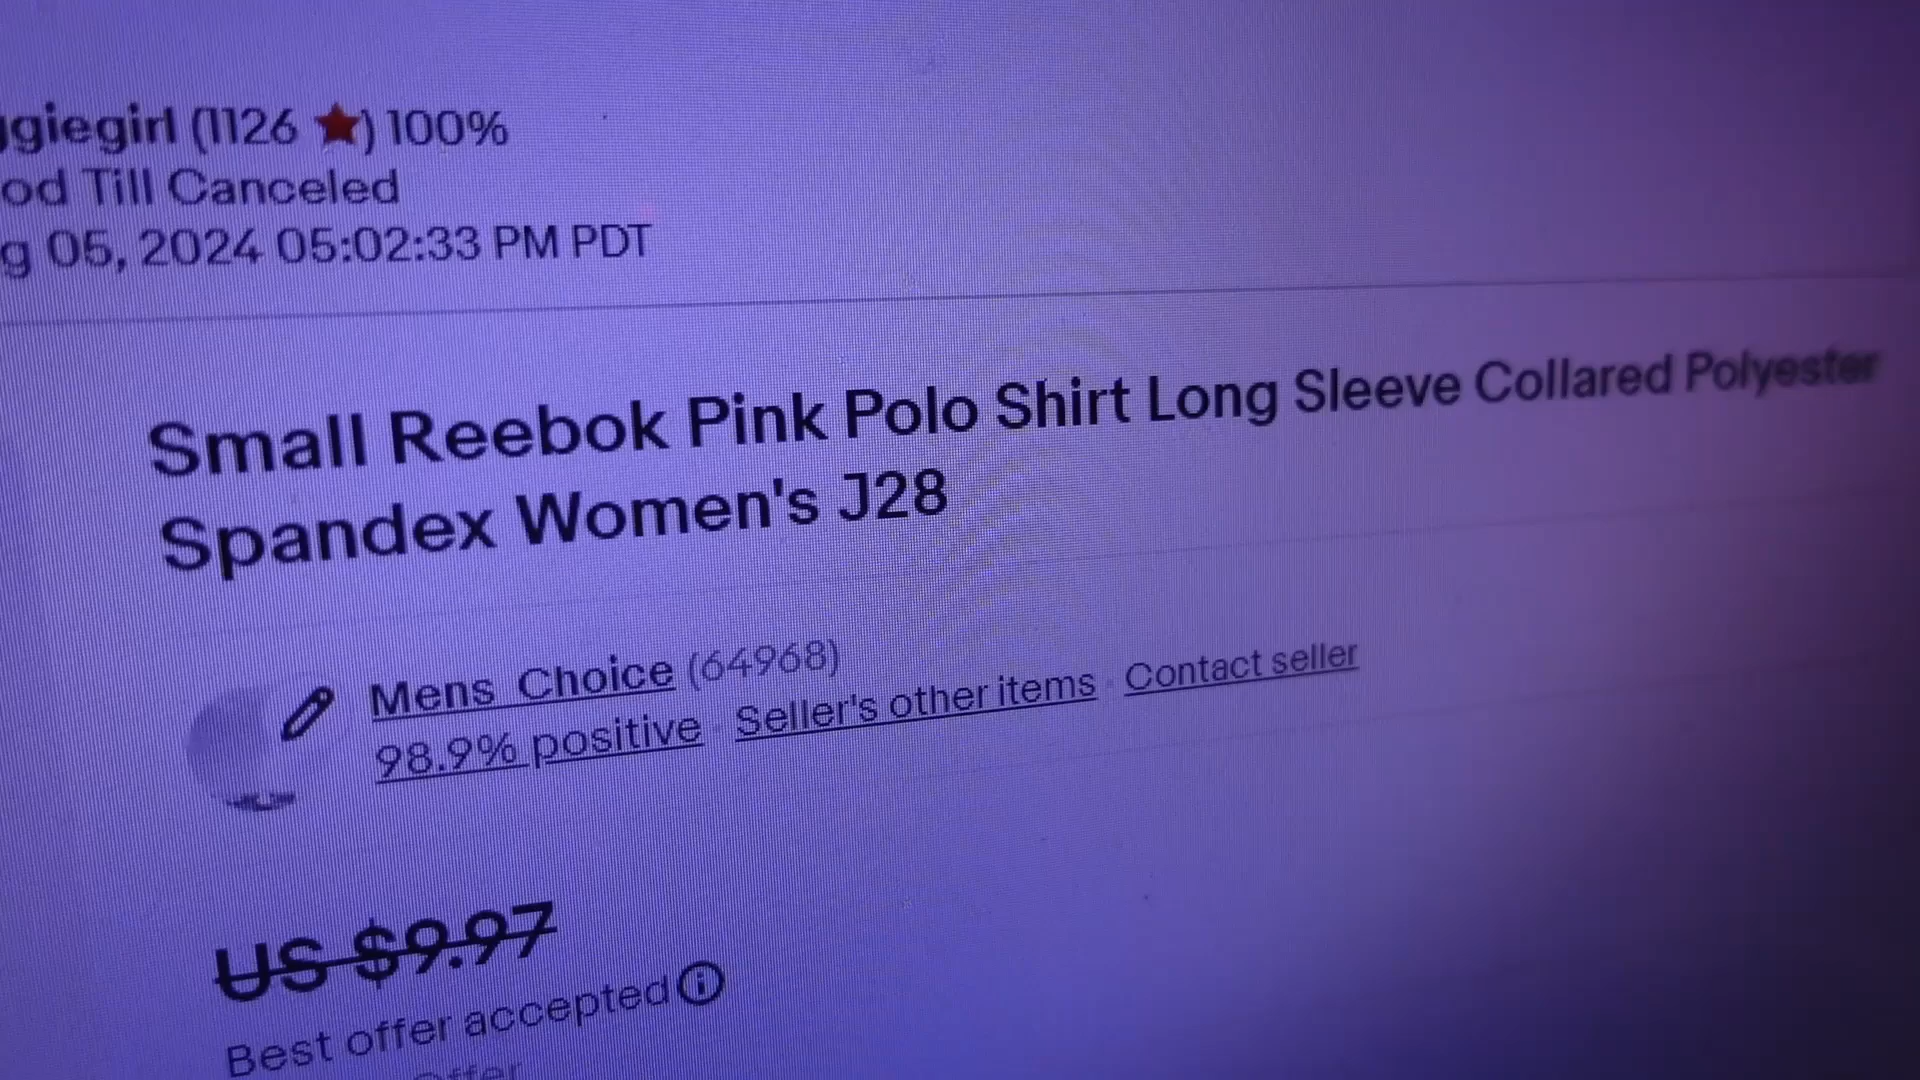 ggiegirl (1126 ★) 100%
od Till Canceled
g 05, 2024 05:02:33 PM PDT
Small Reebok Pink Polo Shirt Long Sleeve Collared Polyester
Spandex Women's J28
Mens_Choice (64968)
98.9% positive · Seller's other items · Contact seller
US $9.97
Best offer accepted
Offer